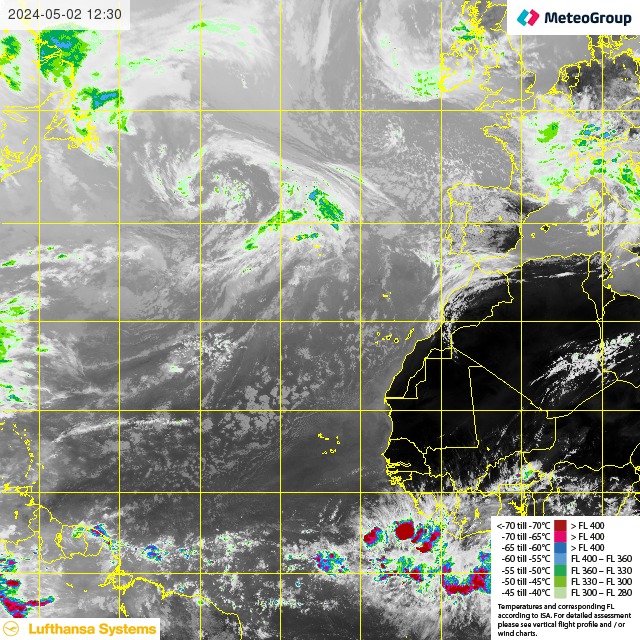 2024-05-02 12:30
MeteoGroup
<-70 till -70°C > FL 400
-70 till -65°C > FL 400
-65 till -60°C > FL 400
-60 till -55°C FL 400 – FL 360
-55 till -50°C FL 360 – FL 330
-50 till -45°C FL 330 – FL 300
-45 till -40°C FL 300 – FL 280
Temperatures and corresponding FL
according to ISA. For detailed assessment
please see vertical flight profile and / or
wind charts.
Lufthansa Systems